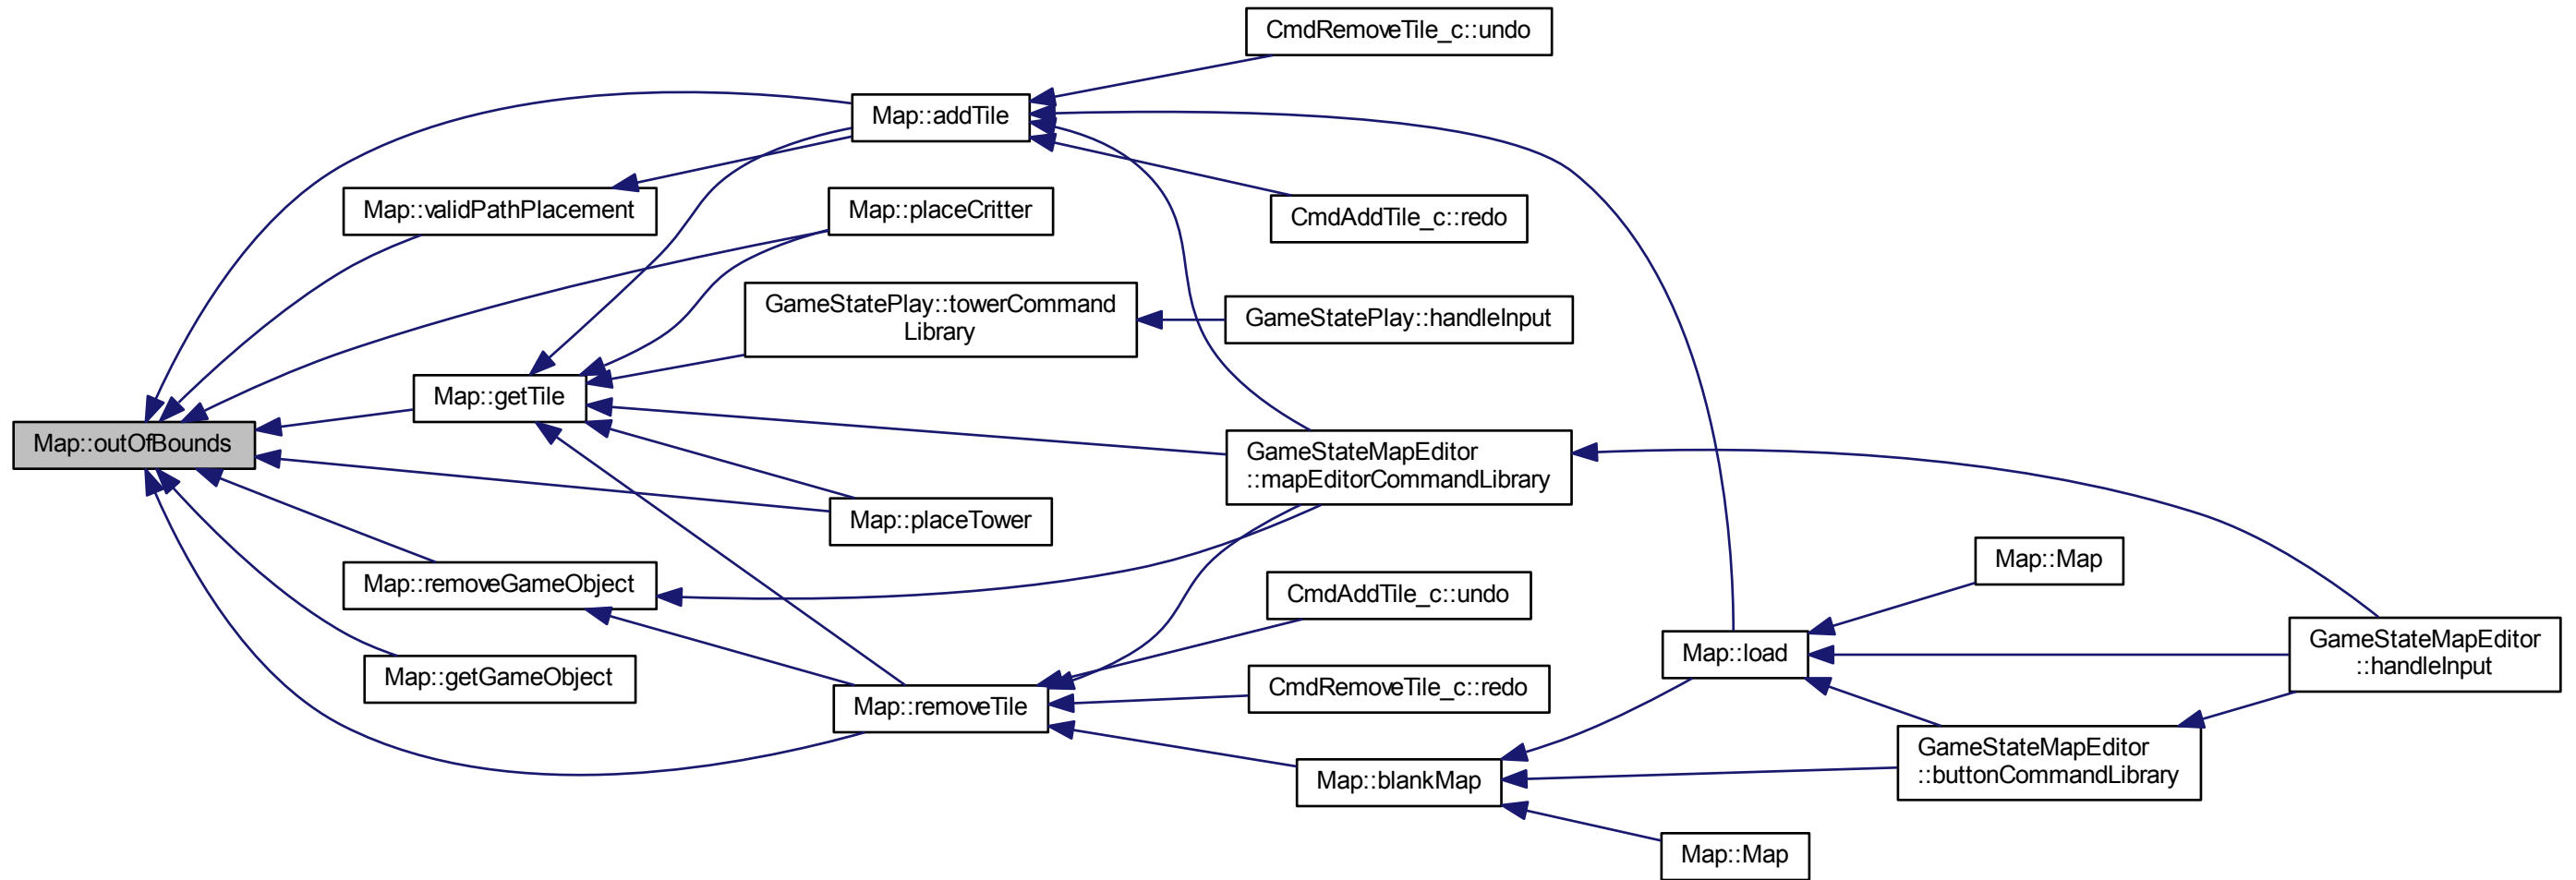 CmdRemoveTile_c::undo
Map::addTile
Map::validPathPlacement
Map::placeCritter
CmdAddTile_c::redo
GameStatePlay::towerCommand
Library
GameStatePlay::handleInput
Map::getTile
Map::outOfBounds
GameStateMapEditor
::mapEditorCommandLibrary
Map::placeTower
Map::removeGameObject
Map::getGameObject
CmdAddTile_c::undo
Map::Map
Map::load
GameStateMapEditor
::handleInput
Map::removeTile
CmdRemoveTile_c::redo
Map::blankMap
GameStateMapEditor
::buttonCommandLibrary
Map::Map